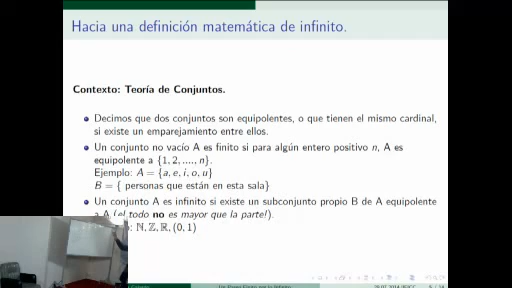 Hacia una definición matemática de infinito.
Contexto: Teoría de Conjuntos.
Decimos que dos conjuntos son equipolentes, o que tienen el mismo cardinal,
si existe un emparejamiento entre ellos.
Un conjunto no vacío A es finito si para algún entero positivo n, A es
equipolente a {1, 2, ...., n}.
Ejemplo: A = {a, e, i, o, u}
B = { personas que están en esta sala}
Un conjunto A es infinito si existe un subconjunto propio B de A equipolente
a A (el todo no es mayor que la parte!).
: ℕ, ℤ, ℝ, (0, 1)